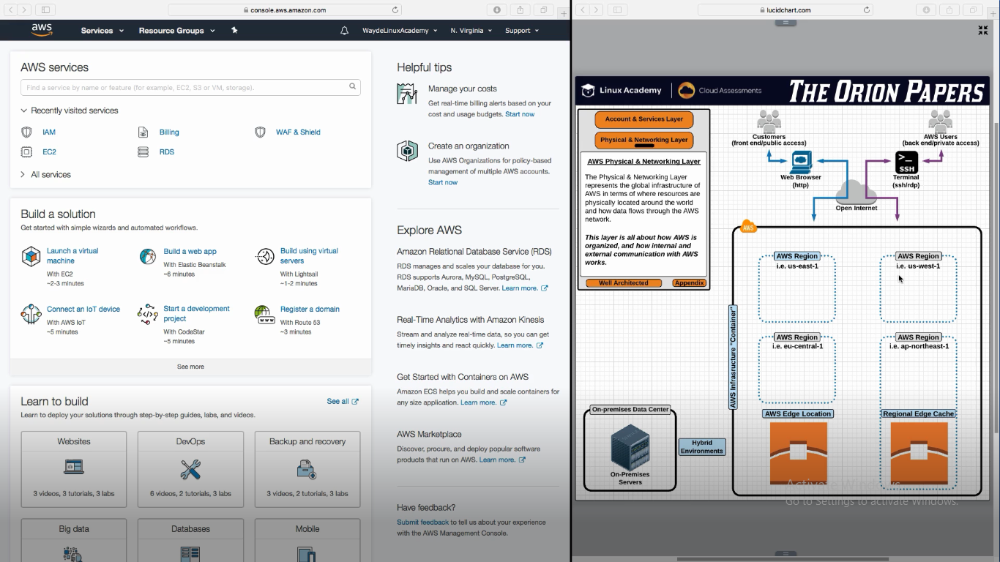 console.aws.amazon.com
aws
Services
Resource Groups
WaydeLinuxAcademy
N. Virginia
Support
AWS services
Find a service by name or feature (for example, EC2, S3 or VM, storage).
Recently visited services
IAM
Billing
WAF & Shield
EC2
RDS
All services
Build a solution
Get started with simple wizards and automated workflows.
Launch a virtual
machine
With EC2
~2-3 minutes
Build a web app
With Elastic Beanstalk
~6 minutes
Build using virtual
servers
With Lightsail
~1-2 minutes
Connect an IoT device
With AWS IoT
~5 minutes
Start a development
project
With CodeStar
~5 minutes
Register a domain
With Route 53
~3 minutes
See more
Learn to build
See all
Learn to deploy your solutions through step-by-step guides, labs, and videos.
Websites
3 videos, 3 tutorials, 3 labs
DevOps
6 videos, 2 tutorials, 3 labs
Backup and recovery
3 videos, 2 tutorials, 3 labs
Big data
Databases
Mobile
Helpful tips
Manage your costs
Get real-time billing alerts based on your
cost and usage budgets. Start now
Create an organization
Use AWS Organizations for policy-based
management of multiple AWS accounts.
Start now
Explore AWS
Amazon Relational Database Service (RDS)
RDS manages and scales your database for you.
RDS supports Aurora, MySQL, PostgreSQL,
MariaDB, Oracle, and SQL Server. Learn more.
Real-Time Analytics with Amazon Kinesis
Stream and analyze real-time data, so you can get
timely insights and react quickly. Learn more.
Get Started with Containers on AWS
Amazon ECS helps you build and scale containers for
any size application. Learn more.
AWS Marketplace
Discover, procure, and deploy popular software
products that run on AWS. Learn more.
Have feedback?
Submit feedback to tell us about your experience
with the AWS Management Console.
lucidchart.com
Linux Academy
Cloud Assessments
THE ORION PAPERS
Account & Services Layer
Physical & Networking Layer
AWS Physical & Networking Layer
The Physical & Networking Layer
represents the global infrastructure of
AWS in terms of where resources are
physically located around the world
and how data flows through the AWS
network.
This layer is all about how AWS is
organized, and how internal and
external communication with AWS
works.
Well Architected
Appendix
Customers
(front end/public access)
AWS Users
(back end/private access)
Web Browser
(http)
>_
SSH
Terminal
(ssh/rdp)
Open Internet
AWS
AWS Infrasructure "Container"
AWS Region
i.e. us-east-1
AWS Region
i.e. us-west-1
AWS Region
i.e. eu-central-1
AWS Region
i.e. ap-northeast-1
AWS Edge Location
Regional Edge Cache
On-premises Data Center
On-Premises
Servers
Hybrid
Environments
Activate Windows
Go to Settings to activate Windows.